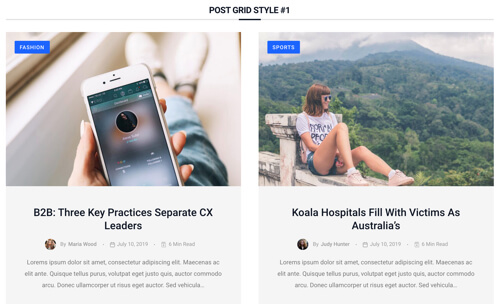 POST GRID STYLE #1
FASHION
B2B: Three Key Practices Separate CX
Leaders
By Maria Wood - July 10, 2019 - 6 Min Read
Lorem ipsum dolor sit amet, consectetur adipiscing elit. Maecenas ac
elit ante. Quisque tellus purus, volutpat eget justo quis, auctor commodo
arcu. Donec ullamcorper ut risus eget auctor. Sed vehicula...
SPORTS
Koala Hospitals Fill With Victims As
Australia's
By Judy Hunter - July 10, 2019 - 6 Min Read
Lorem ipsum dolor sit amet, consectetur adipiscing elit. Maecenas ac
elit ante. Quisque tellus purus, volutpat eget justo quis, auctor commodo
arcu. Donec ullamcorper ut risus eget auctor. Sed vehicula...